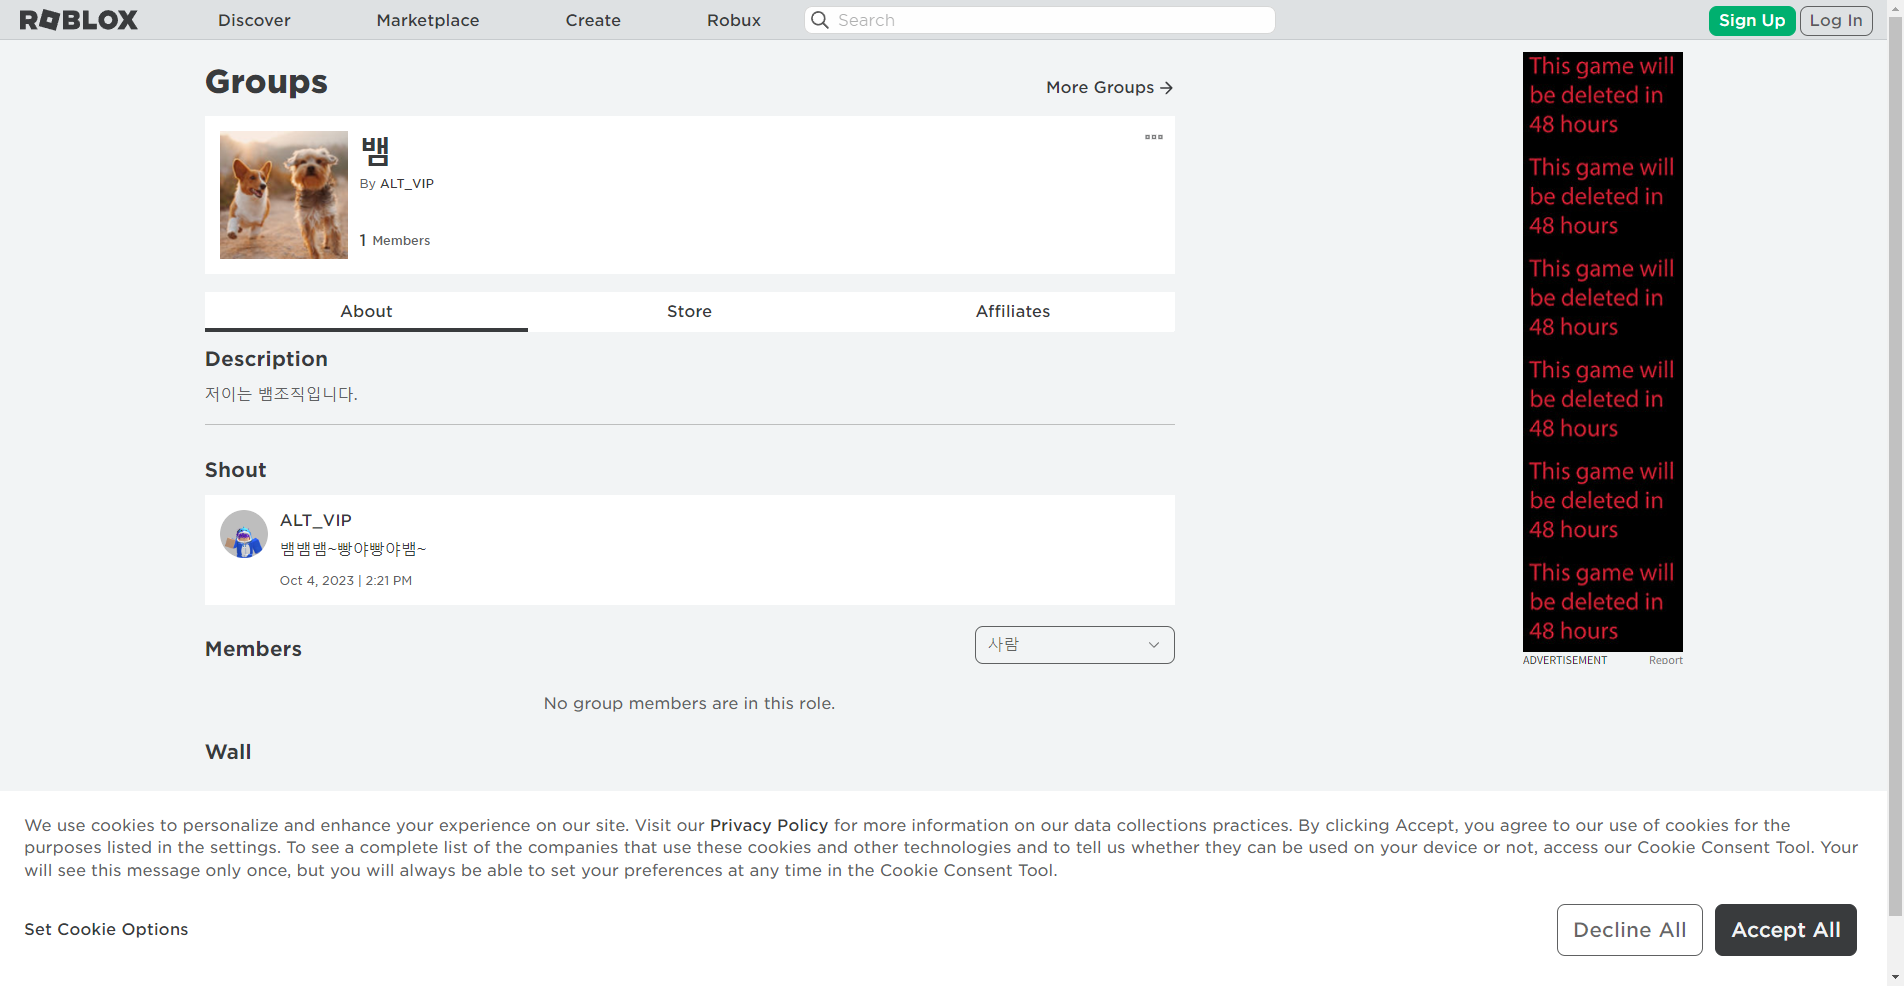 ROBLOX
Discover
Marketplace
Create
Robux
Search
Sign Up
Log In
Groups
More Groups
뱀
By ALT_VIP
1 Members
About
Store
Affiliates
Description
저이는 뱀조직입니다.
Shout
ALT_VIP
뱀뱀뱀~빵야빵야뱀~
Oct 4, 2023 | 2:21 PM
Members
사람
No group members are in this role.
Wall
This game will
be deleted in
48 hours
This game will
be deleted in
48 hours
This game will
be deleted in
48 hours
This game will
be deleted in
48 hours
This game will
be deleted in
48 hours
This game will
be deleted in
48 hours
ADVERTISEMENT
Report
We use cookies to personalize and enhance your experience on our site. Visit our Privacy Policy for more information on our data collections practices. By clicking Accept, you agree to our use of cookies for the
purposes listed in the settings. To see a complete list of the companies that use these cookies and other technologies and to tell us whether they can be used on your device or not, access our Cookie Consent Tool. Your
will see this message only once, but you will always be able to set your preferences at any time in the Cookie Consent Tool.
Set Cookie Options
Decline All
Accept All